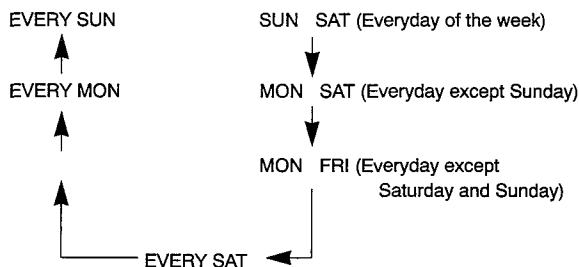 EVERY SUN
SUN SAT (Everyday of the week)
EVERY MON
MON SAT (Everyday except Sunday)
MON FRI (Everyday except
Saturday and Sunday)
EVERY SAT